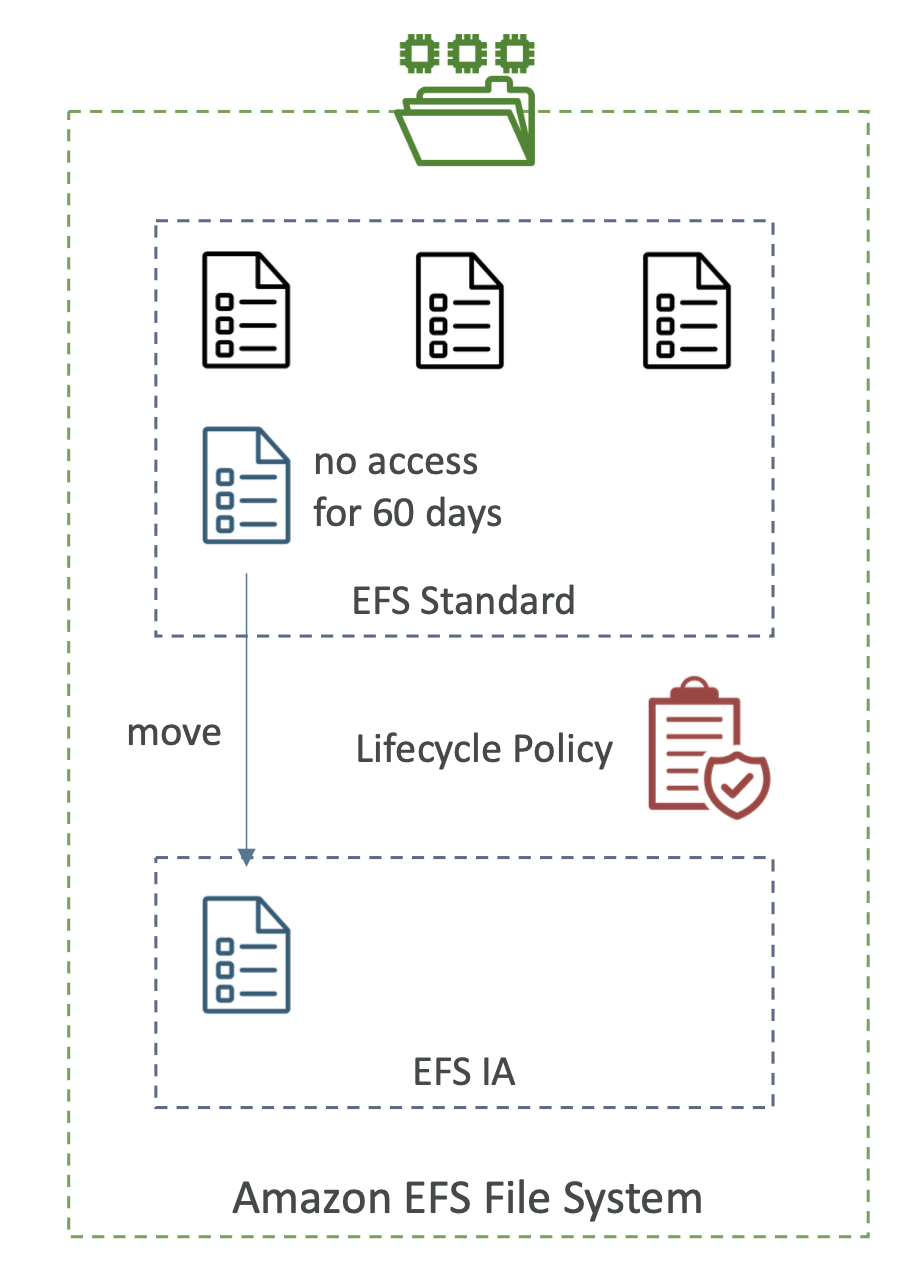 no access
for 60 days
EFS Standard
move
Lifecycle Policy
EFS IA
Amazon EFS File System